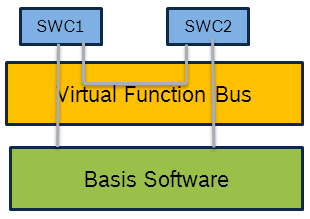 SWC1
SWC2
Virtual Function Bus
Basis Software